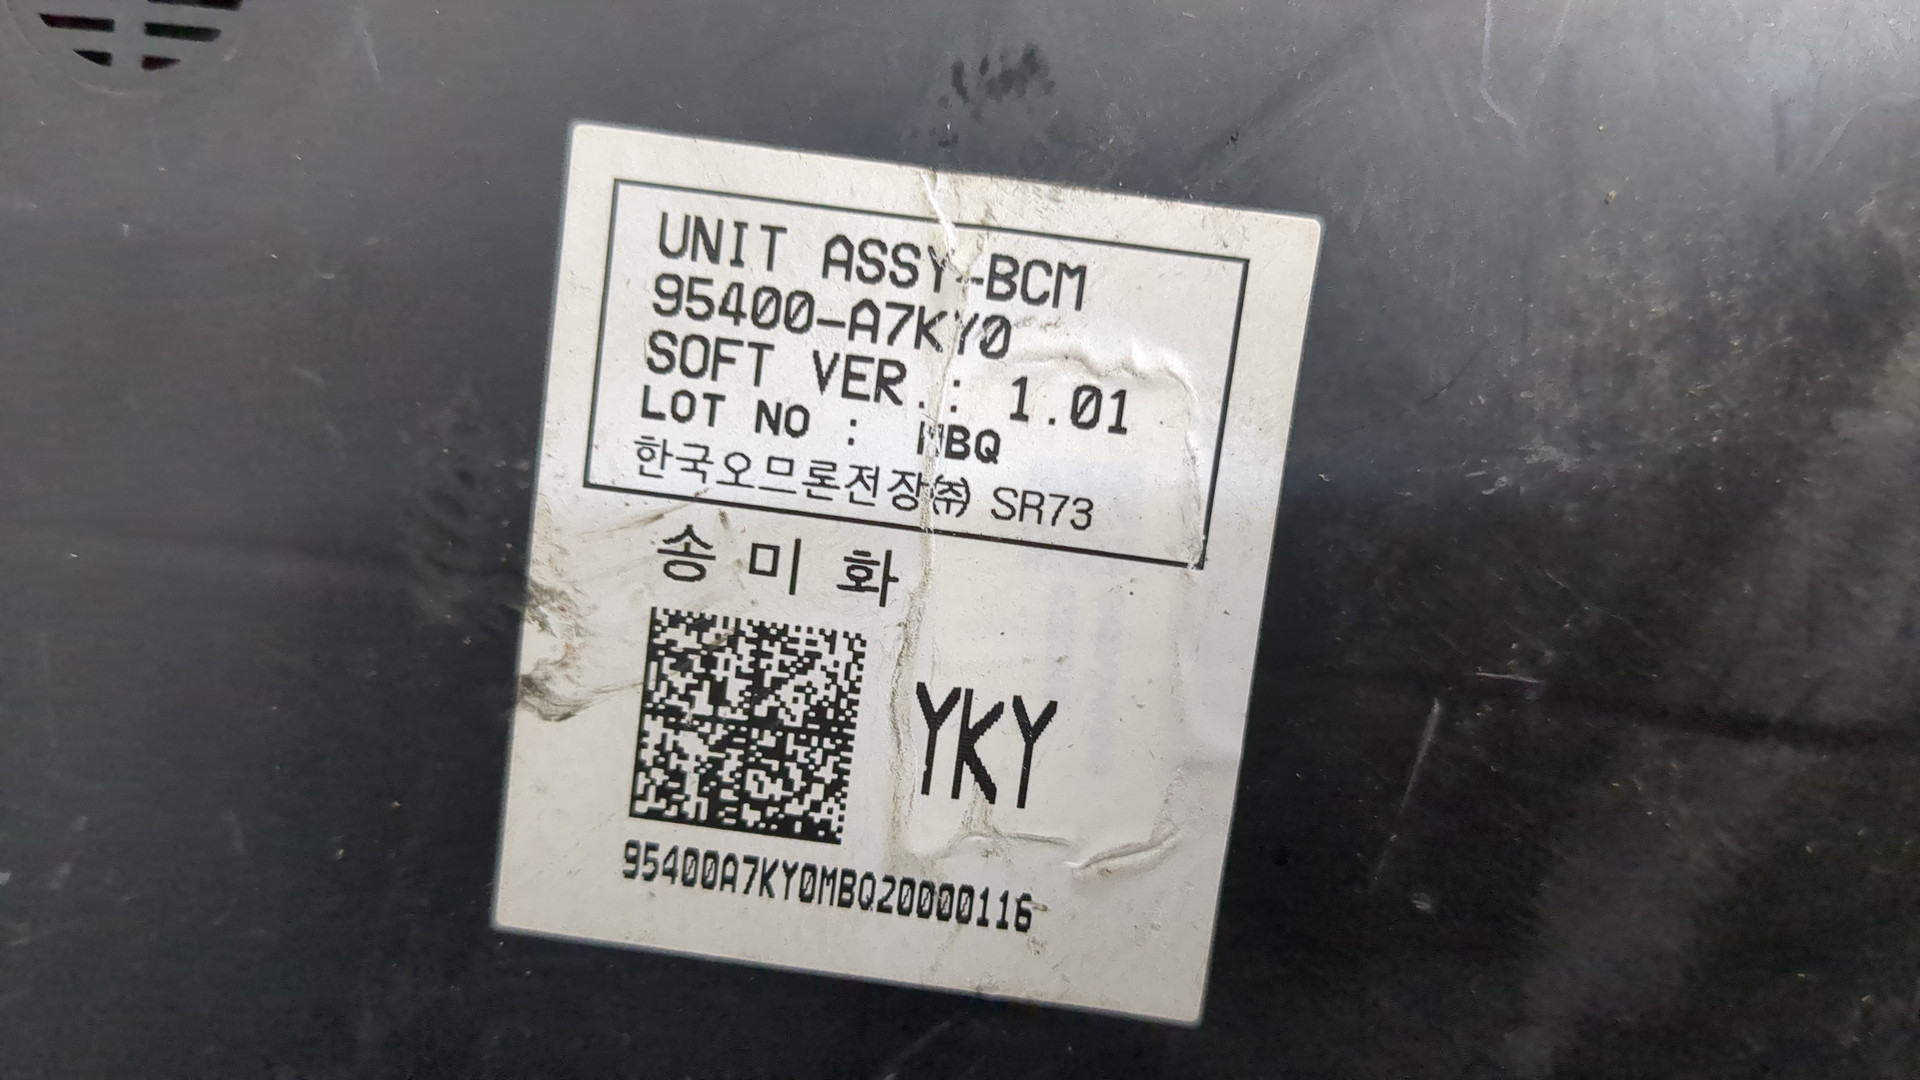 UNIT ASSY-BCM
95400-A7KY0
SOFT VER.: 1.01
LOT NO : MBQ
한국오므론전장㈜ SR73
송미화
YKY
95400A7KY0MBQ20000116